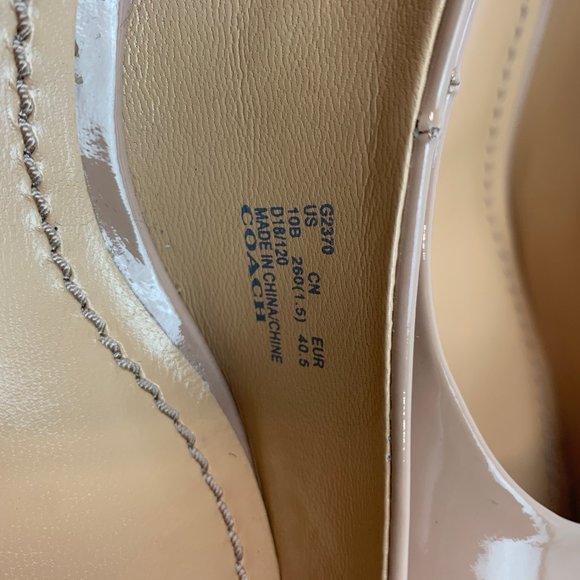 G2370 CN EUR
US 10B 260(1.5) 40.5
D18/120
MADE IN CHINA/CHINE
COACH